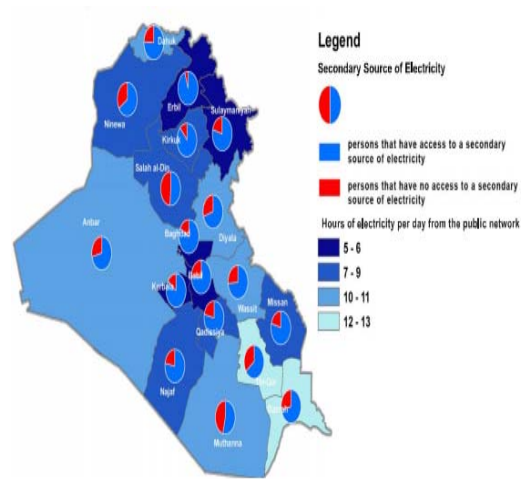 Legend
Secondary Source of Electricity
persons that have access to a secondary
source of electricity
persons that have no access to a secondary
source of electricity
Hours of electricity per day from the public network
5 - 6
7 - 9
10 - 11
12 - 13
Dahuk
Erbil
Ninewa
Sulaymaniyah
Kirkuk
Salah al-Din
Anbar
Diyala
Baghdad
Kerbala
Babil
Wassit
Missan
Qadissiya
Najaf
Muthanna
Basrah